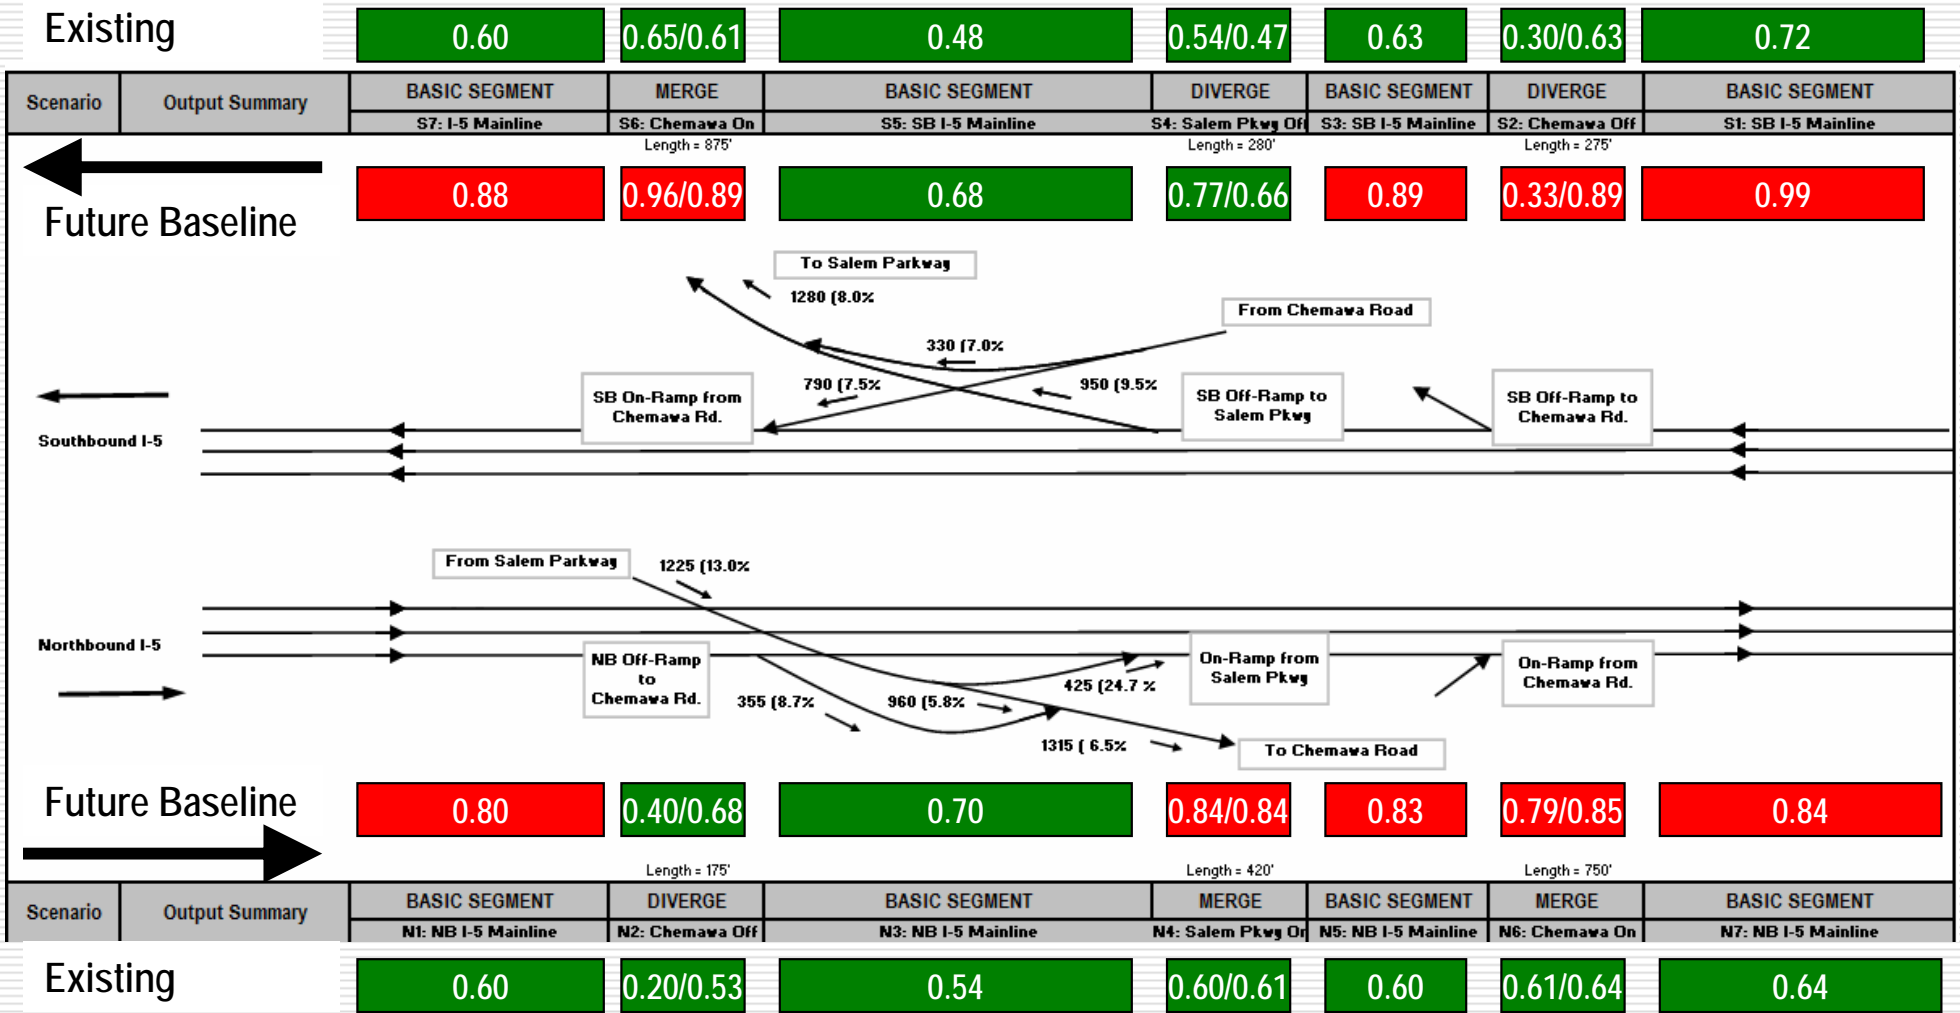 Existing
0.60 0.65/0.61 0.48 0.54/0.47 0.63 0.30/0.63 0.72
Scenario Output Summary BASIC SEGMENT MERGE BASIC SEGMENT DIVERGE BASIC SEGMENT DIVERGE BASIC SEGMENT
S7: I-5 Mainline S6: Chemawa On S5: SB I-5 Mainline S4: Salem Pkwy Off S3: SB I-5 Mainline S2: Chemawa Off S1: SB I-5 Mainline
Length = 875' Length = 280' Length = 275'
0.88 0.96/0.89 0.68 0.77/0.66 0.89 0.33/0.89 0.99
Future Baseline
To Salem Parkway
1280 (8.0%
From Chemawa Road
330 (7.0%
790 (7.5% 950 (9.5%
SB On-Ramp from
Chemawa Rd.
SB Off-Ramp to
Salem Pkwy
SB Off-Ramp to
Chemawa Rd.
Southbound I-5
From Salem Parkway
1225 (13.0%
Northbound I-5
NB Off-Ramp
to
Chemawa Rd.
On-Ramp from
Salem Pkwy
On-Ramp from
Chemawa Rd.
425 (24.7 %
355 (8.7% 960 (5.8%
1315 ( 6.5%
To Chemawa Road
Future Baseline
0.80 0.40/0.68 0.70 0.84/0.84 0.83 0.79/0.85 0.84
Length = 175' Length = 420' Length = 750'
Scenario Output Summary BASIC SEGMENT DIVERGE BASIC SEGMENT MERGE BASIC SEGMENT MERGE BASIC SEGMENT
N1: NB I-5 Mainline N2: Chemawa Off N3: NB I-5 Mainline N4: Salem Pkwy On N5: NB I-5 Mainline N6: Chemawa On N7: NB I-5 Mainline
Existing
0.60 0.20/0.53 0.54 0.60/0.61 0.60 0.61/0.64 0.64